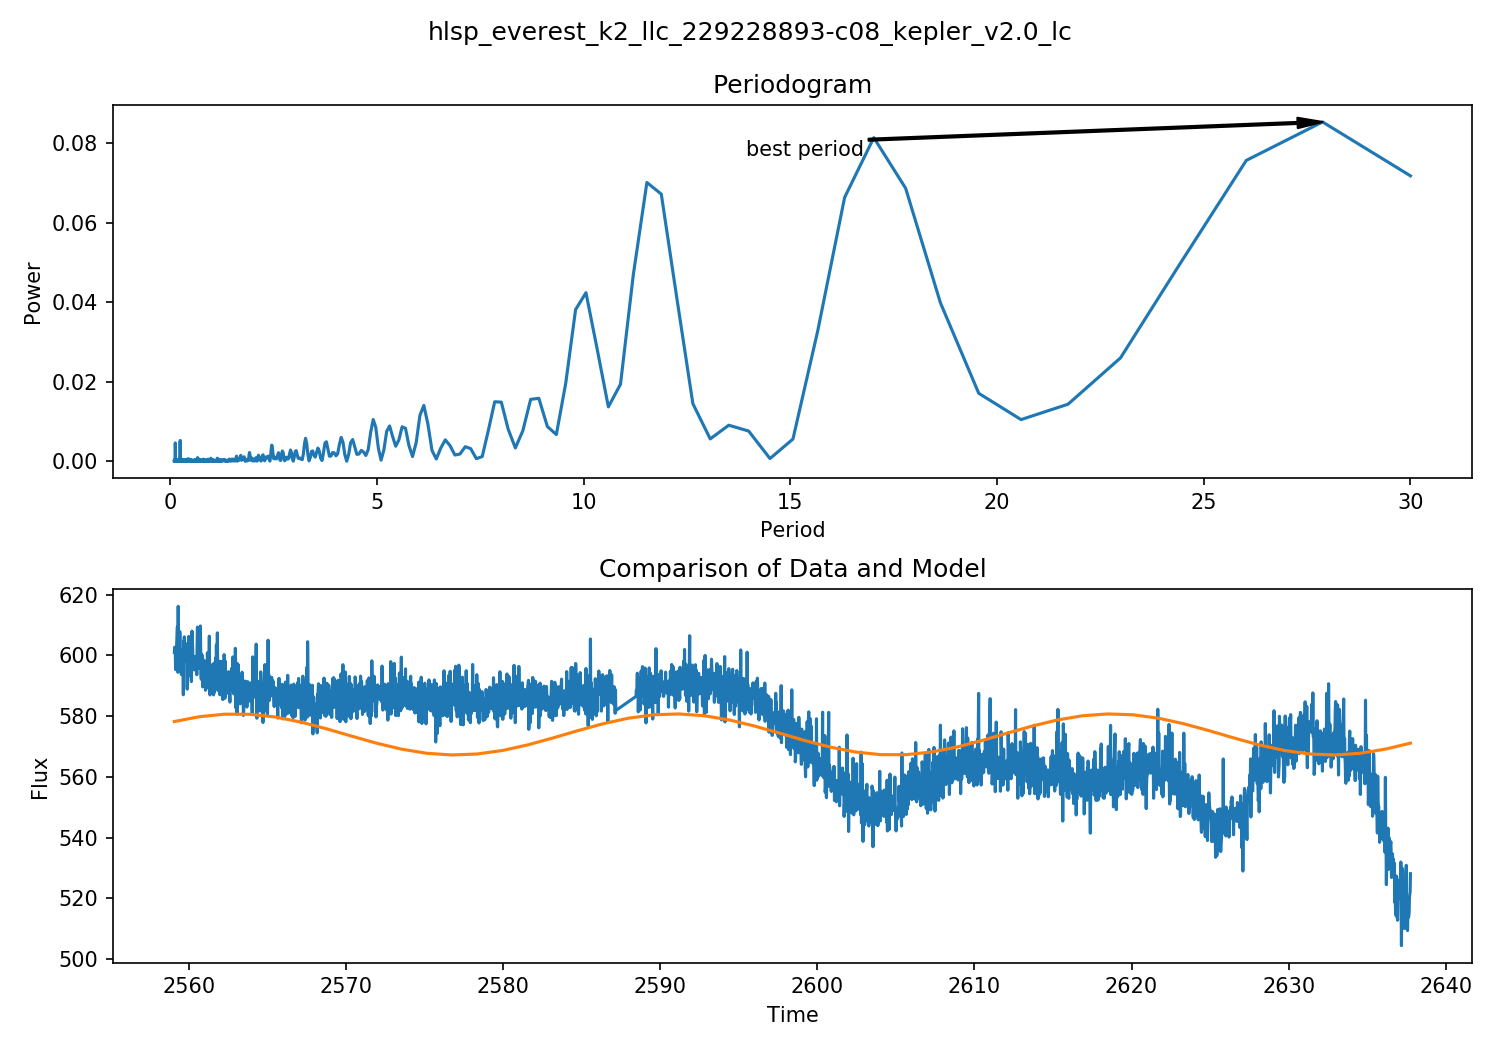 hlsp_everest_k2_llc_229228893-c08_kepler_v2.0_lc
Periodogram
Power
0.08
0.06
0.04
0.02
0.00
best period
0 5 10 15 20 25 30
Period
Comparison of Data and Model
Flux
620
600
580
560
540
520
500
2560 2570 2580 2590 2600 2610 2620 2630 2640
Time